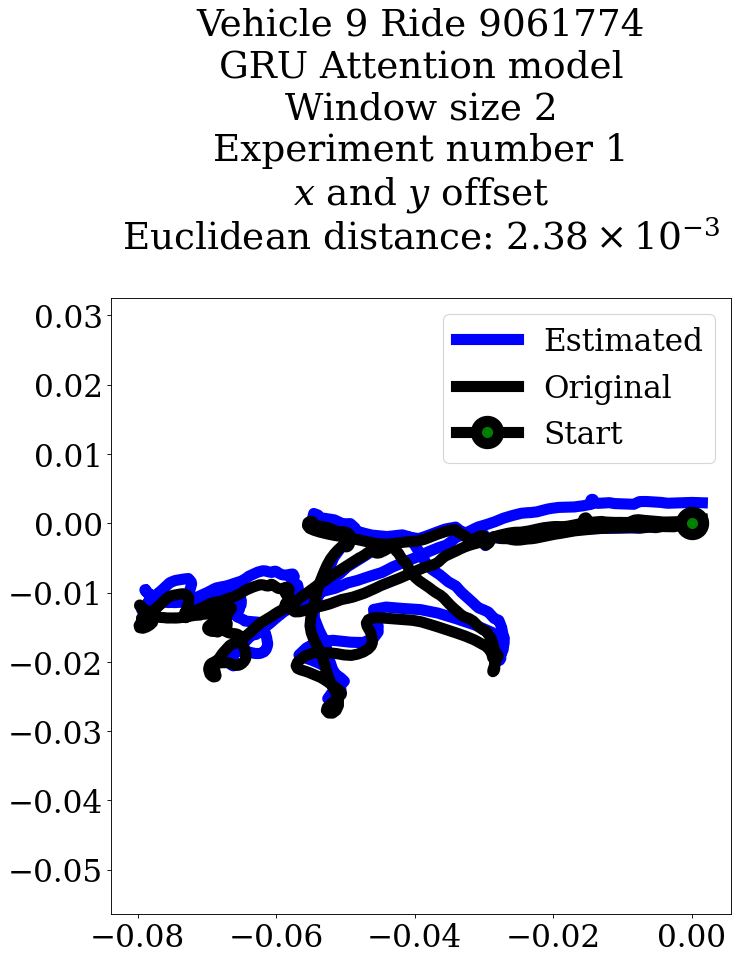 Vehicle 9 Ride 9061774
GRU Attention model
Window size 2
Experiment number 1
x and y offset
Euclidean distance: 2.38 × 10⁻³
Estimated
Original
Start
0.03
0.02
0.01
0.00
−0.01
−0.02
−0.03
−0.04
−0.05
−0.08 −0.06 −0.04 −0.02 0.00